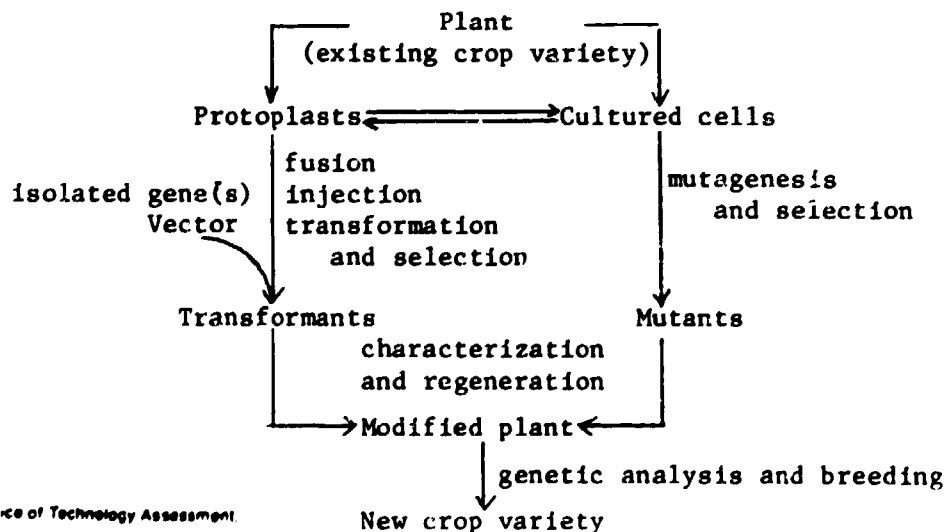 Plant
(existing crop variety)
Protoplasts Cultured cells
fusion
isolated gene(s) injection mutagenesis
Vector transformation and selection
and selection
Transformants Mutants
characterization
and regeneration
Modified plant
genetic analysis and breeding
of Technology Assessment.
New crop variety